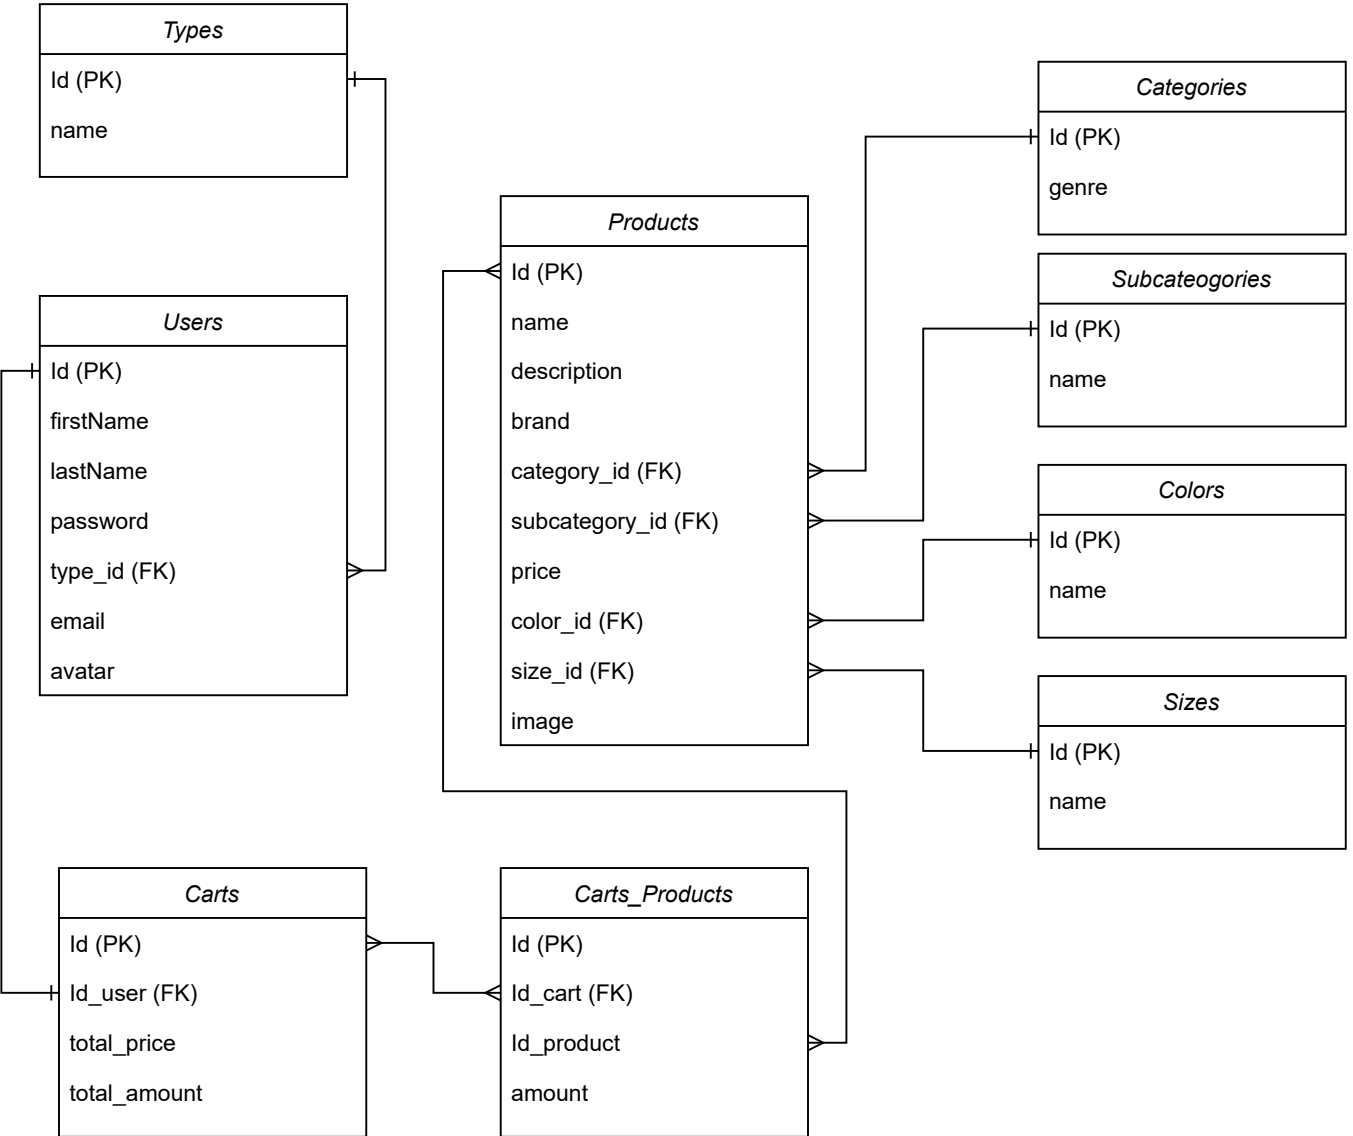 Types
Id (PK)
name
Users
Id (PK)
firstName
lastName
password
type_id (FK)
email
avatar
Products
Id (PK)
name
description
brand
category_id (FK)
subcategory_id (FK)
price
color_id (FK)
size_id (FK)
image
Categories
Id (PK)
genre
Subcateogories
Id (PK)
name
Colors
Id (PK)
name
Sizes
Id (PK)
name
Carts
Id (PK)
Id_user (FK)
total_price
total_amount
Carts_Products
Id (PK)
Id_cart (FK)
Id_product
amount